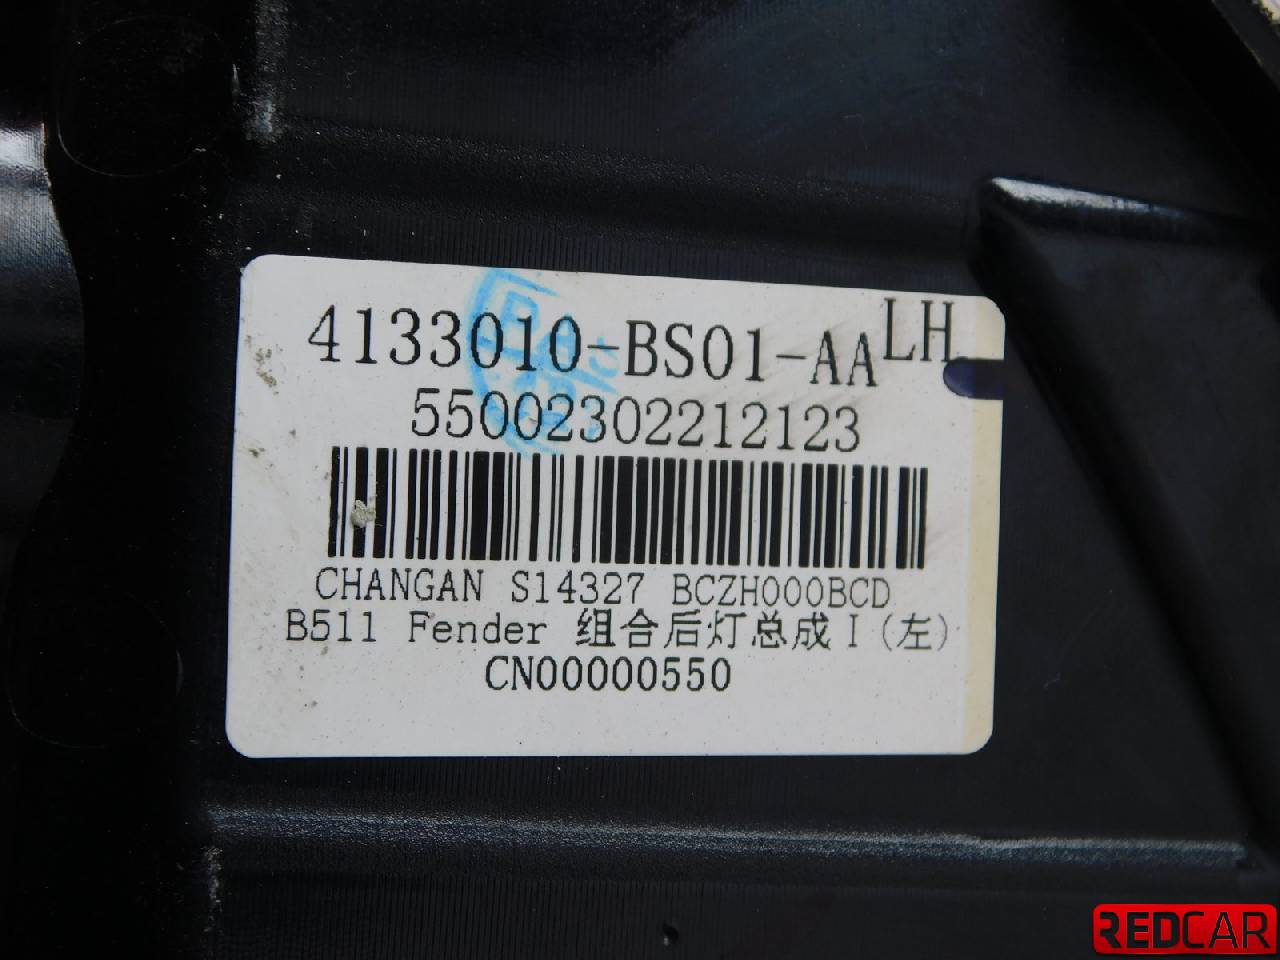 4133010-BS01-AA LH
55002302212123
CHANGAN S14327 BCZH000BCD
B511 Fender 组合后灯总成I(左)
CN00000550
REDCAR